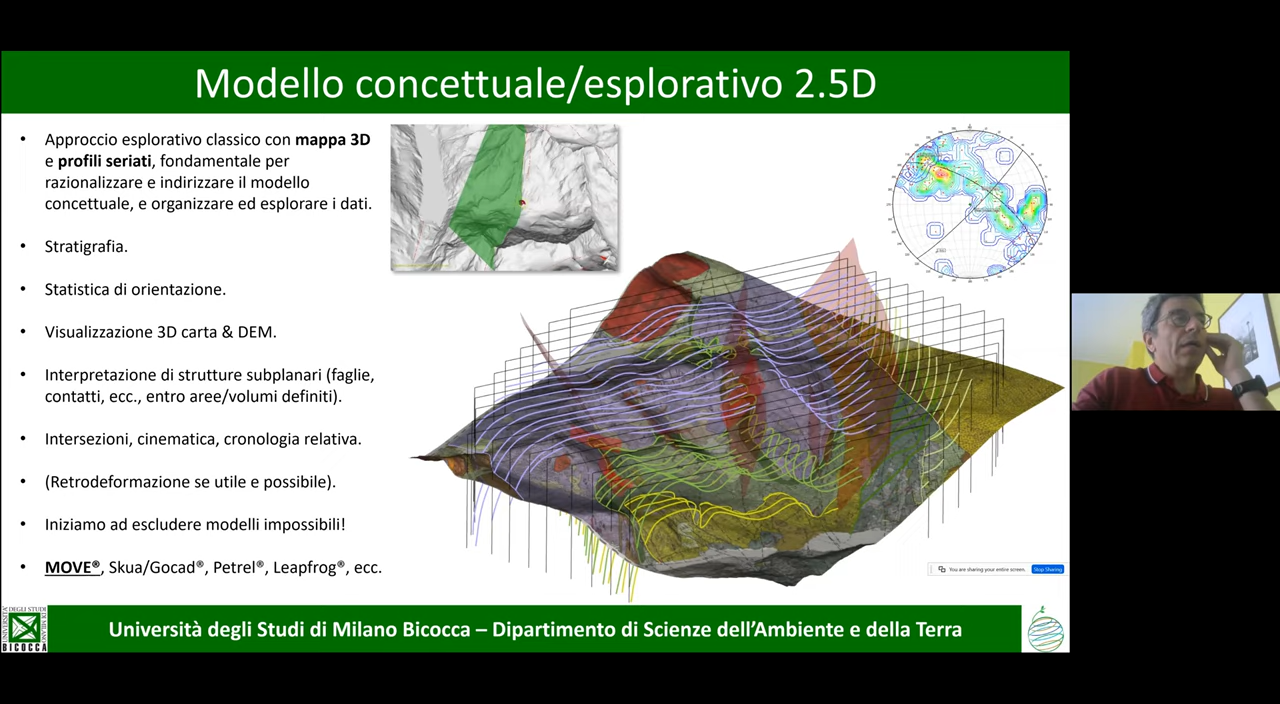 Modello concettuale/esplorativo 2.5D
• Approccio esplorativo classico con mappa 3D
e profili seriati, fondamentale per
razionalizzare e indirizzare il modello
concettuale, e organizzare ed esplorare i dati.
• Stratigrafia.
• Statistica di orientazione.
• Visualizzazione 3D carta & DEM.
• Interpretazione di strutture subplanari (faglie,
contatti, ecc., entro aree/volumi definiti).
• Intersezioni, cinematica, cronologia relativa.
• (Retrodeformazione se utile e possibile).
• Iniziamo ad escludere modelli impossibili!
• MOVE®, Skua/Gocad®, Petrel®, Leapfrog®, ecc.
You are sharing your entire screen.
Stop Sharing
Università degli Studi di Milano Bicocca – Dipartimento di Scienze dell’Ambiente e della Terra
BICOCCA